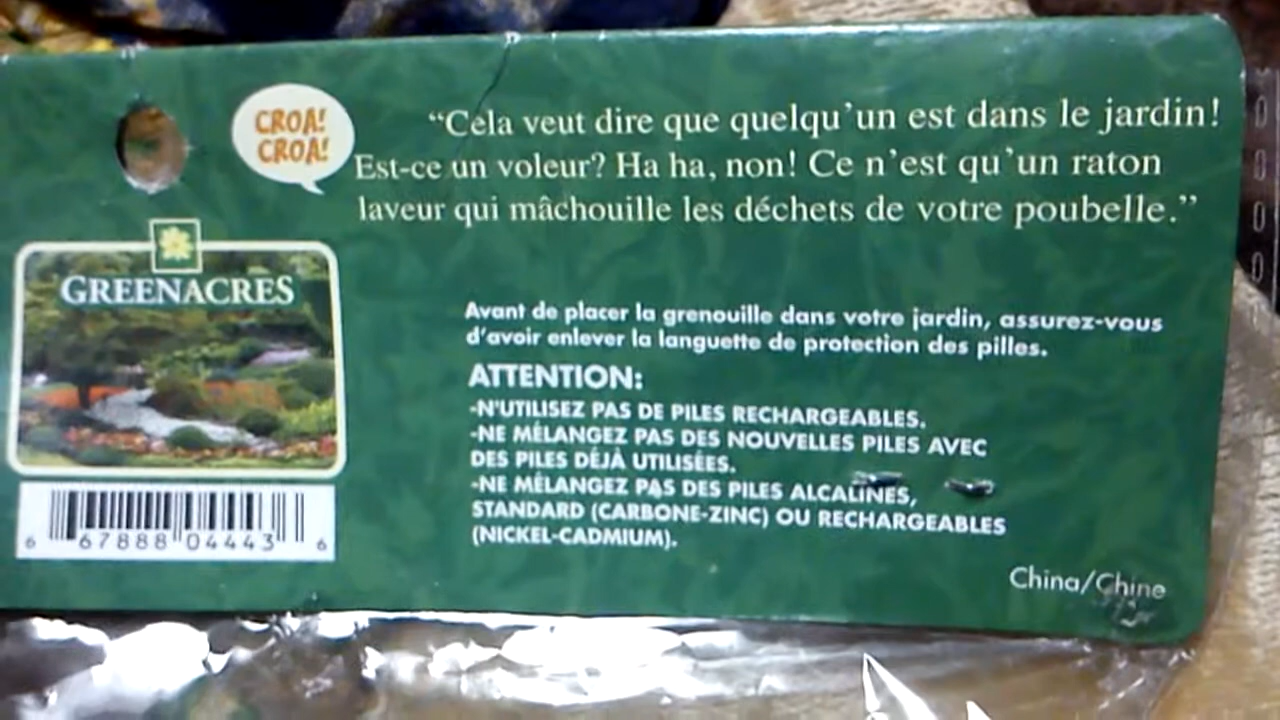 CROA!
CROA!
“Cela veut dire que quelqu’un est dans le jardin!
Est-ce un voleur? Ha ha, non! Ce n’est qu’un raton
laveur qui mâchouille les déchets de votre poubelle.”
GREENACRES
Avant de placer la grenouille dans votre jardin, assurez-vous
d’avoir enlever la languette de protection des pilles.
ATTENTION:
-N'UTILISEZ PAS DE PILES RECHARGEABLES.
-NE MÉLANGEZ PAS DES NOUVELLES PILES AVEC
DES PILES DÉJÀ UTILISÉES.
-NE MÉLANGEZ PAS DES PILES ALCALINES,
STANDARD (CARBONE-ZINC) OU RECHARGEABLES
(NICKEL-CADMIUM).
6 67888 04443 6
China/Chine